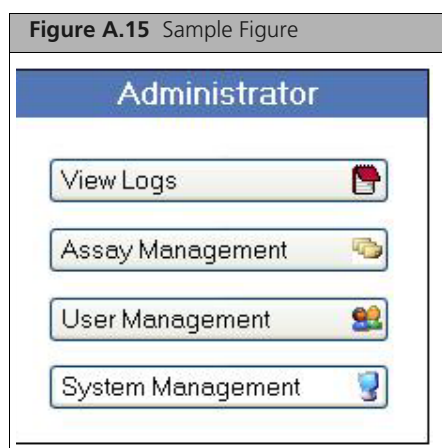 Figure A.15 Sample Figure
Administrator
View Logs
Assay Management
User Management
System Management